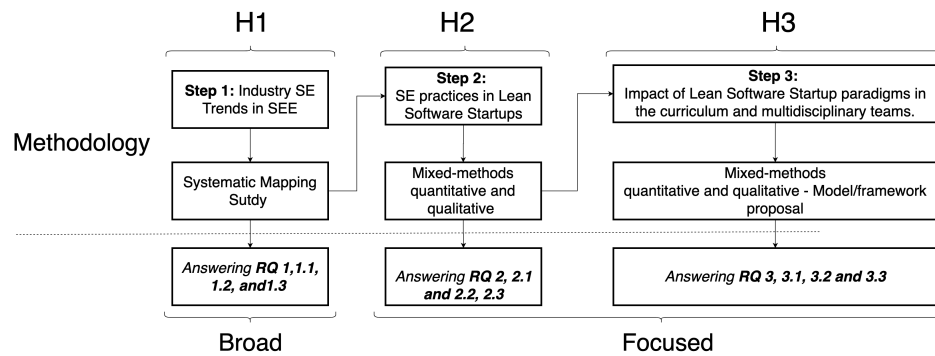 H1
H2
H3
Methodology
Step 1: Industry SE
Trends in SEE
Step 2:
SE practices in Lean
Software Startups
Step 3:
Impact of Lean Software Startup paradigms in
the curriculum and multidisciplinary teams.
Systematic Mapping
Sutdy
Mixed-methods
quantitative and
qualitative
Mixed-methods
quantitative and qualitative - Model/framework
proposal
Answering RQ 1,1.1,
1.2, and1.3
Answering RQ 2, 2.1
and 2.2, 2.3
Answering RQ 3, 3.1, 3.2 and 3.3
Broad
Focused